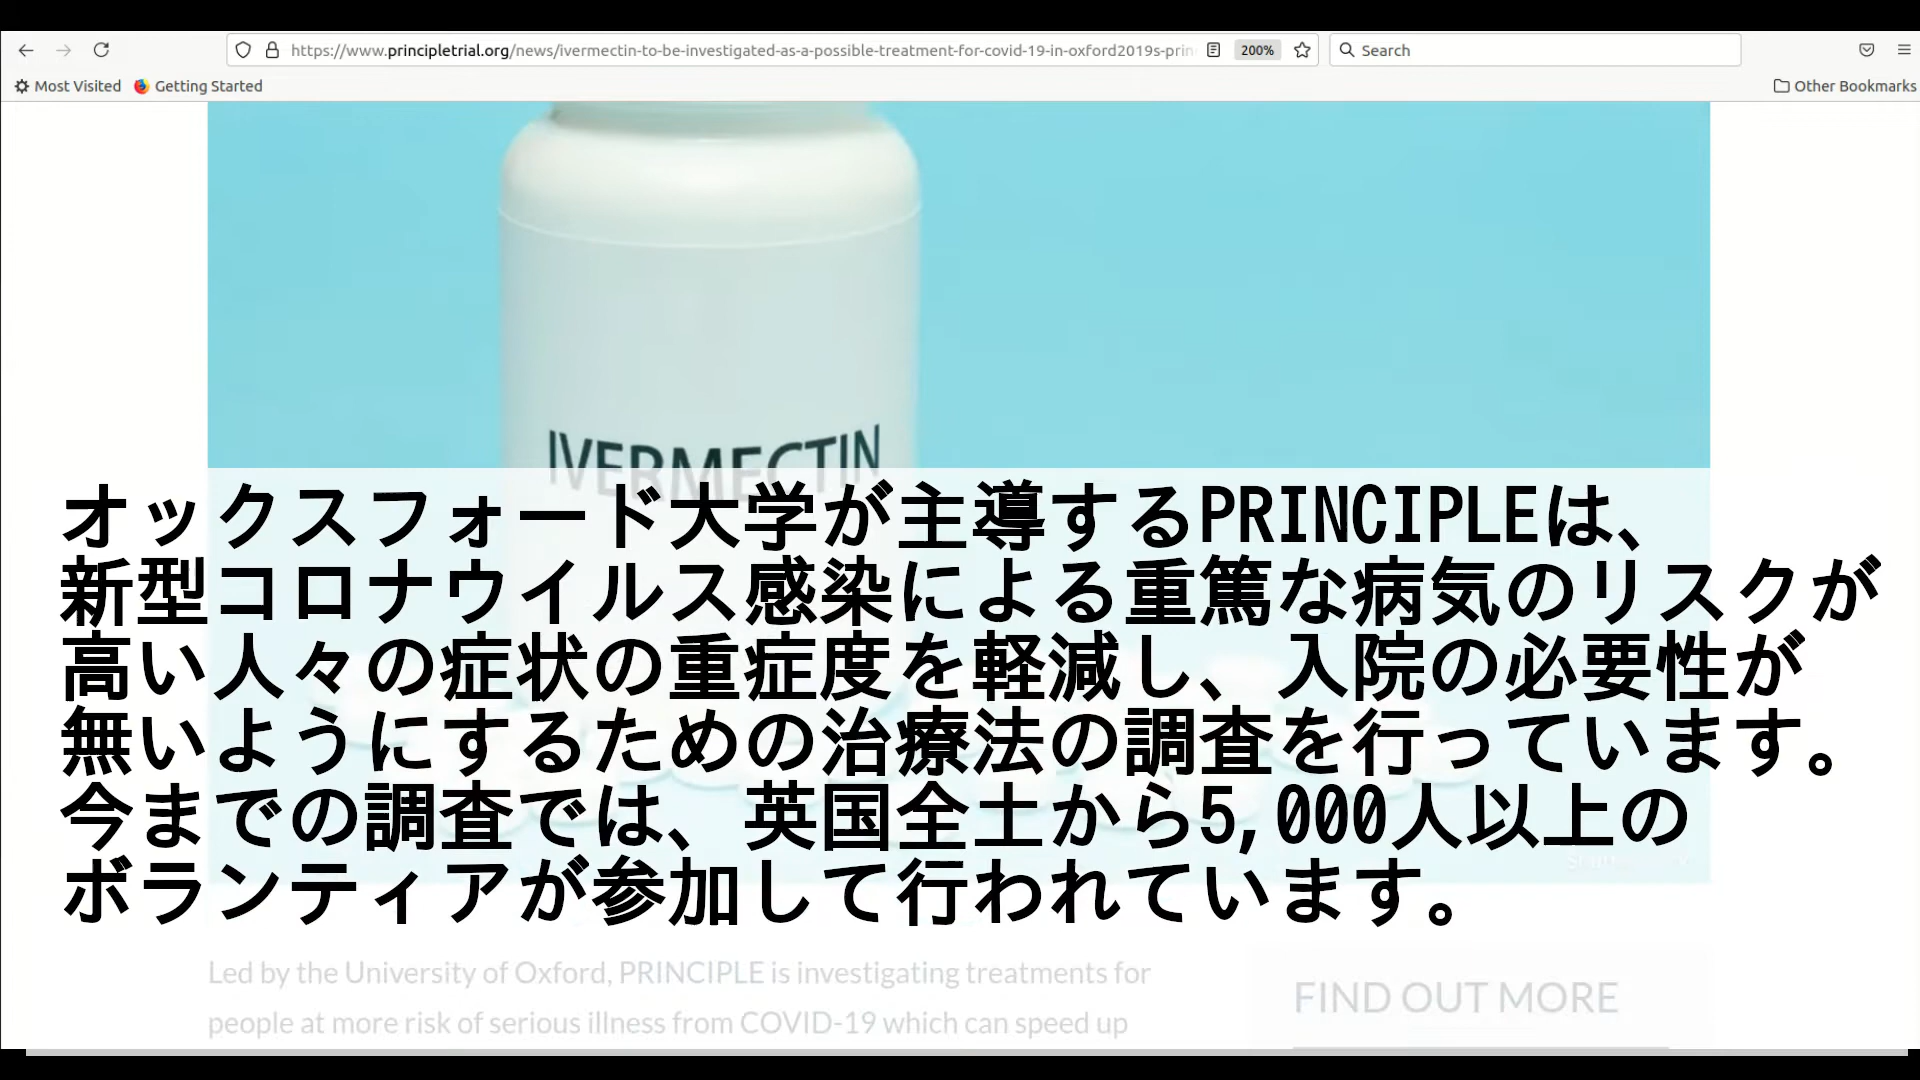 https://www.principletrial.org/news/ivermectin-to-be-investigated-as-a-possible-treatment-for-covid-19-in-oxford2019s-prin
200%
Search
Most Visited
Getting Started
Other Bookmarks
IVERMECTIN
オックスフォード大学が主導するPRINCIPLEは、
新型コロナウイルス感染による重篤な病気のリスクが
高い人々の症状の重症度を軽減し、入院の必要性が
無いようにするための治療法の調査を行っています。
今までの調査では、英国全土から5,000人以上の
ボランティアが参加して行われています。
Led by the University of Oxford, PRINCIPLE is investigating treatments for
people at more risk of serious illness from COVID-19 which can speed up
FIND OUT MORE